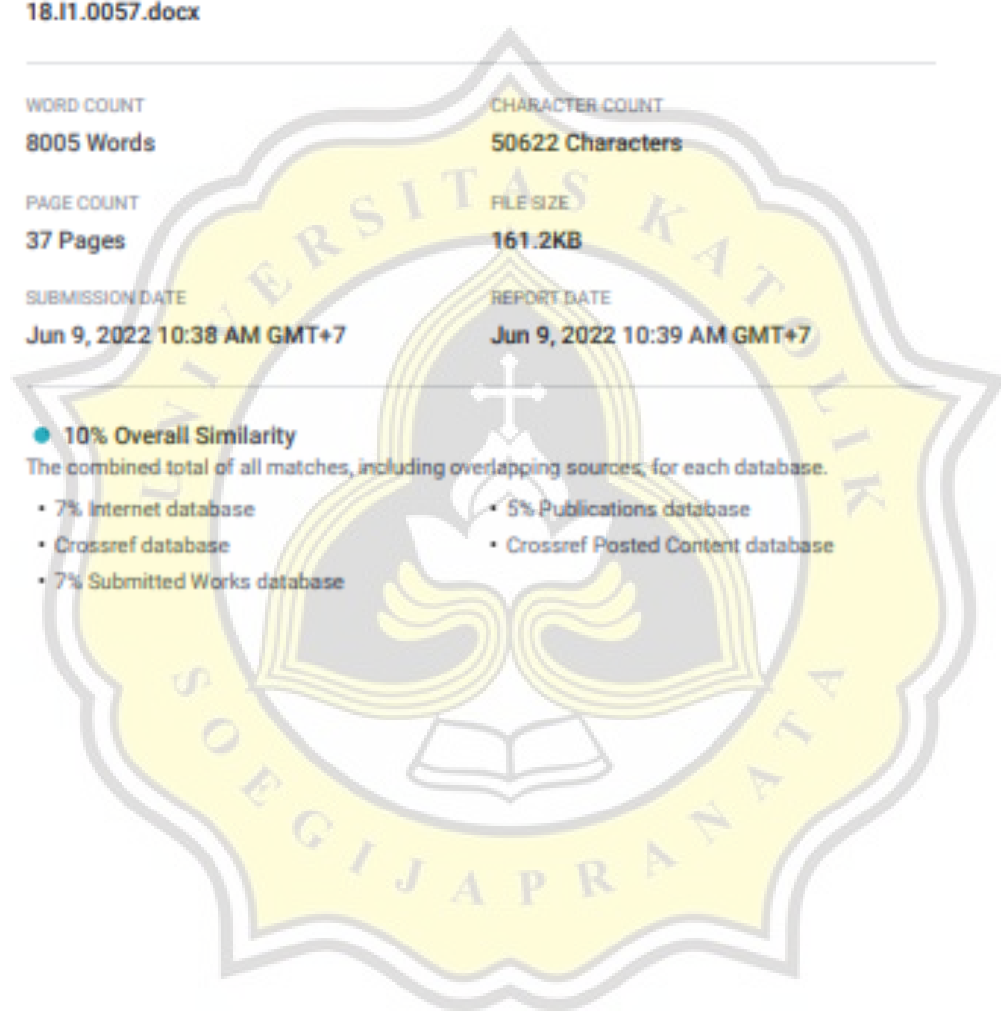 18.I1.0057.docx
WORD COUNT
8005 Words
CHARACTER COUNT
50622 Characters
PAGE COUNT
37 Pages
FILE SIZE
161.2KB
SUBMISSION DATE
Jun 9, 2022 10:38 AM GMT+7
REPORT DATE
Jun 9, 2022 10:39 AM GMT+7
● 10% Overall Similarity
The combined total of all matches, including overlapping sources, for each database.
• 7% Internet database
• 5% Publications database
• Crossref database
• Crossref Posted Content database
• 7% Submitted Works database
UNIVERSITAS KATOLIK
SOEGIJAPRANATA